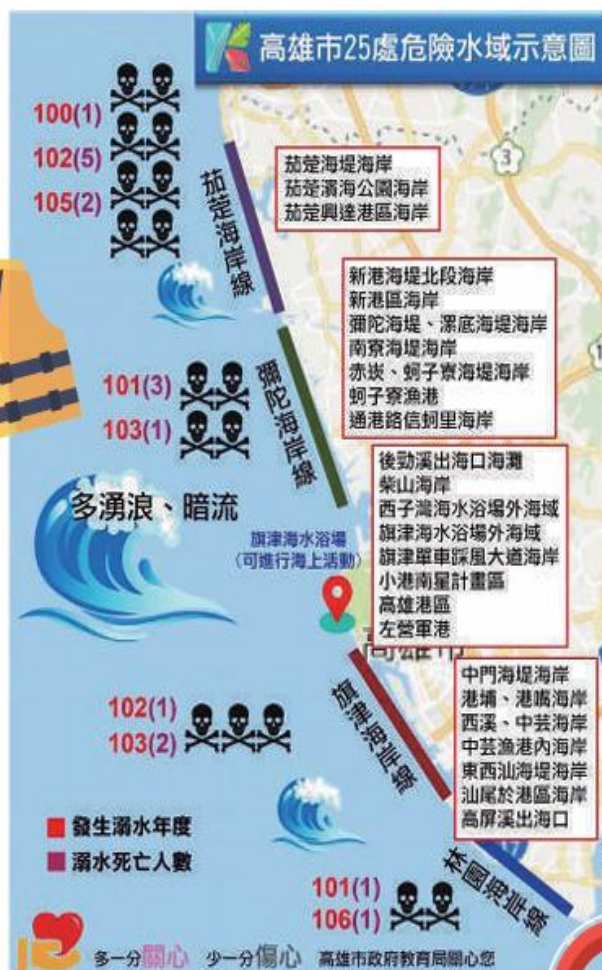 高雄市25處危險水域示意圖
100(1)
102(5)
105(2)
茄萣海岸線
3
茄萣海堤海岸
茄萣濱海公園海岸
茄萣興達港區海岸
新港海堤北段海岸
新港區海岸
彌陀海堤、漯底海堤海岸
南寮海堤海岸
赤崁、蚵子寮海堤海岸
蚵子寮漁港
通港路信蚵里海岸
101(3)
103(1)
彌陀海岸線
多湧浪、暗流
後勁溪出海口海灘
柴山海岸
西子灣海水浴場外海域
旗津海水浴場外海域
旗津單車踩風大道海岸
小港南星計畫區
高雄港區
左營軍港
旗津海水浴場
(可進行海上活動)
高雄市
102(1)
103(2)
旗津海岸線
中門海堤海岸
港埔、港嘴海岸
西溪、中芸海岸
中芸漁港內海岸
東西汕海堤海岸
汕尾於港區海岸
高屏溪出海口
發生溺水年度
溺水死亡人數
101(1)
106(1)
林園海岸線
多一分關心 少一分傷心 高雄市政府教育局關心您